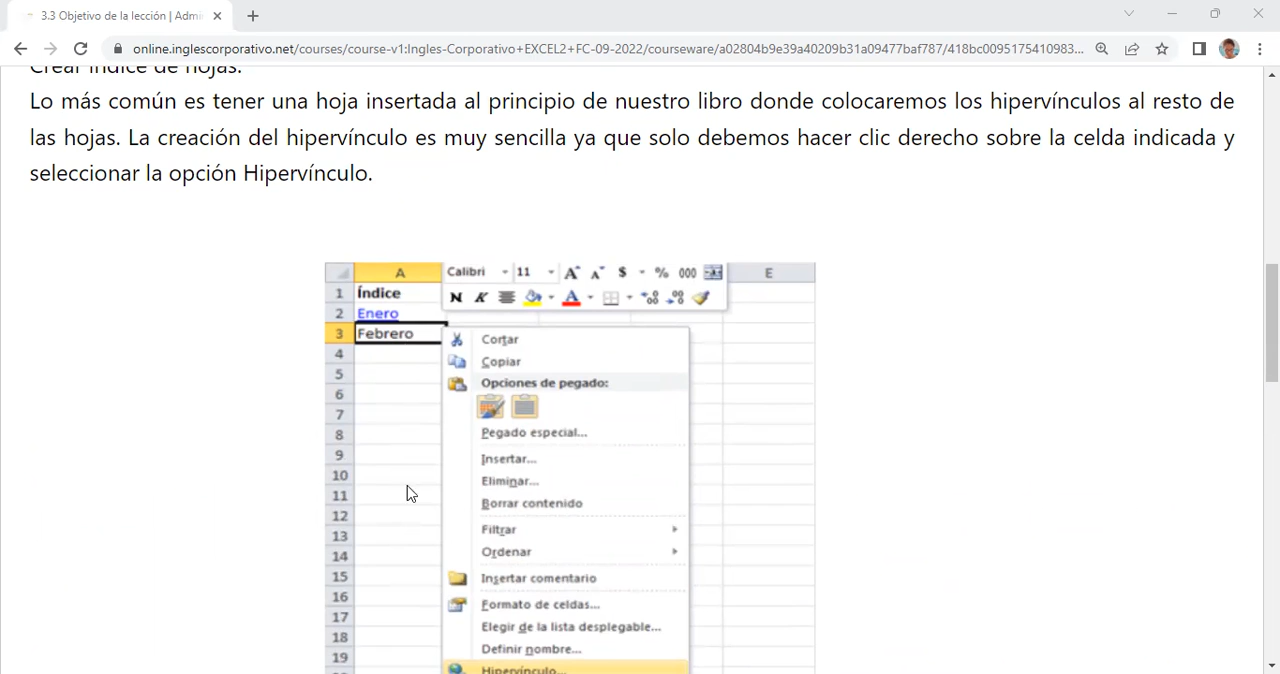 3.3 Objetivo de la lección | Admi
online.inglescorporativo.net/courses/course-v1:Ingles-Corporativo+EXCEL2+FC-09-2022/courseware/a02804b9e39a40209b31a09477baf787/418bc0095175410983...
Crear índice de hojas.
Lo más común es tener una hoja insertada al principio de nuestro libro donde colocaremos los hipervínculos al resto de
las hojas. La creación del hipervínculo es muy sencilla ya que solo debemos hacer clic derecho sobre la celda indicada y
seleccionar la opción Hipervínculo.
Calibri 11 A A $ % 000
A E
N K A
1 Índice
2 Enero
3 Febrero
Cortar
4
Copiar
5 Opciones de pegado:
6
7
8 Pegado especial...
9 Insertar...
10 Eliminar...
11 Borrar contenido
12
13 Filtrar
14 Ordenar
15 Insertar comentario
16 Formato de celdas...
17 Elegir de la lista desplegable...
18 Definir nombre...
19 Hipervínculo...